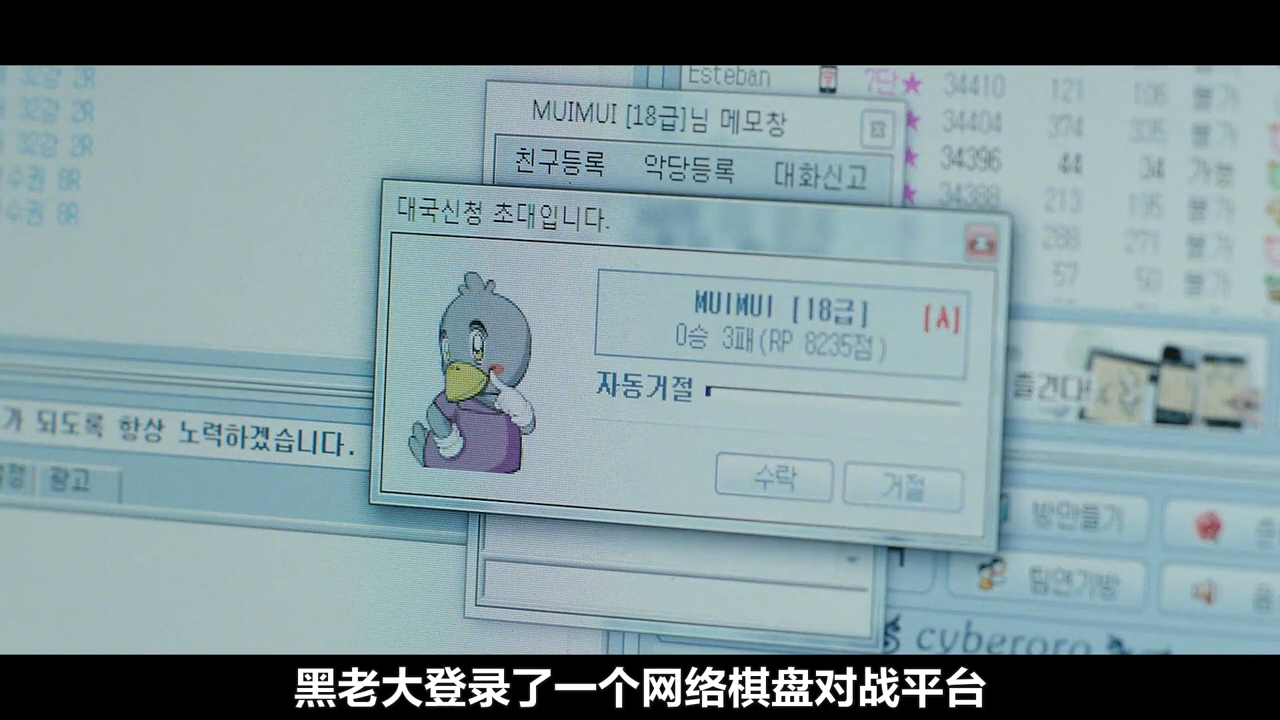 32강 2R
32강 2R
32강 2R
수권 8R
수권 8R
Esteban 7단★ 34410 121 106 불가
★ 34404 374 335 불가
★ 34396 44 34 가능
★ 34388 213 195 불가
288 271 불가
57 50 불가
MUIMUI [18급]님 메모창
친구등록 악당등록 대화신고
대국신청 초대입니다.
MUIMUI [18급] [A]
0승 3패(RP 8235점)
자동거절
수락 거절
가 되도록 항상 노력하겠습니다.
광고
즐긴다!
방만들기
팀연기방
cyberoro
黑老大登录了一个网络棋盘对战平台